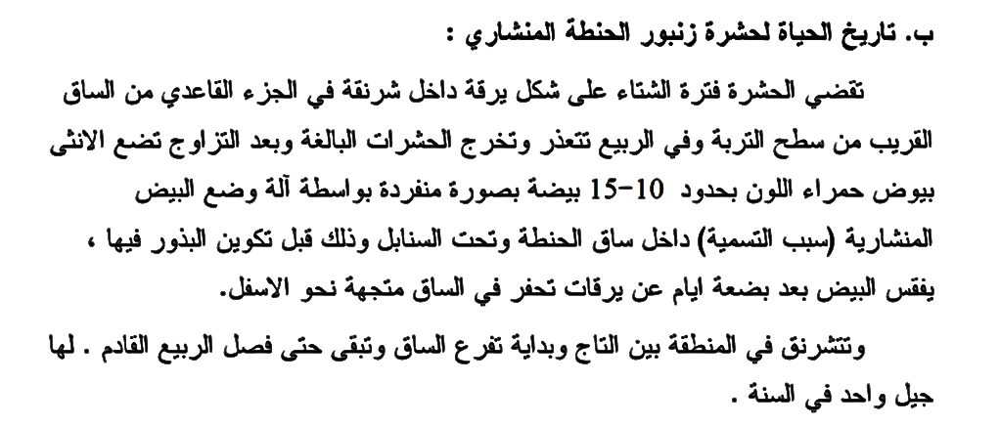 ب. تاريخ الحياة لحشرة زنبور الحنطة المنشاري :
تقضي الحشرة فترة الشتاء على شكل يرقة داخل شرنقة في الجزء القاعدي من الساق
القريب من سطح التربة وفي الربيع تتعذر وتخرج الحشرات البالغة وبعد التزاوج تضع الانثى
بيوض حمراء اللون بحدود 10-15 بيضة بصورة منفردة بواسطة آلة وضع البيض
المنشارية (سبب التسمية) داخل ساق الحنطة وتحت السنابل وذلك قبل تكوين البذور فيها ،
يفقس البيض بعد بضعة ايام عن يرقات تحفر في الساق متجهة نحو الاسفل.
وتتشرنق في المنطقة بين التاج وبداية تفرع الساق وتبقى حتى فصل الربيع القادم . لها
جيل واحد في السنة .